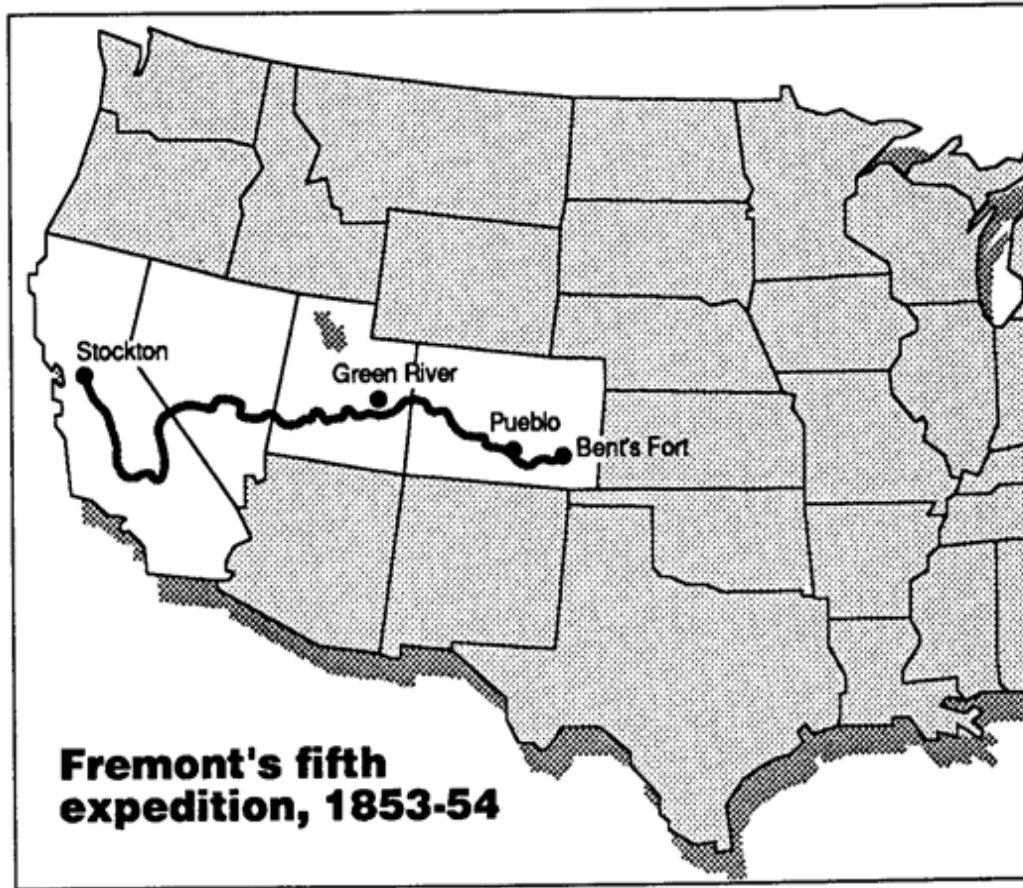 Stockton
Green River
Pueblo
Bent's Fort
Fremont's fifth
expedition, 1853-54